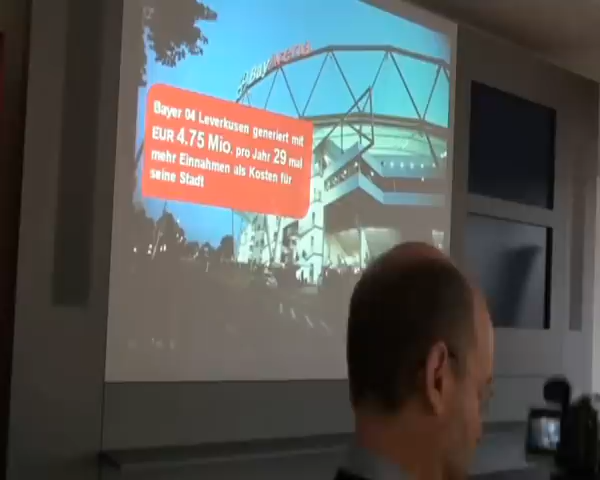 BayArena
Bayer 04 Leverkusen generiert mit
EUR 4.75 Mio. pro Jahr 29 mal
mehr Einnahmen als Kosten für
seine Stadt